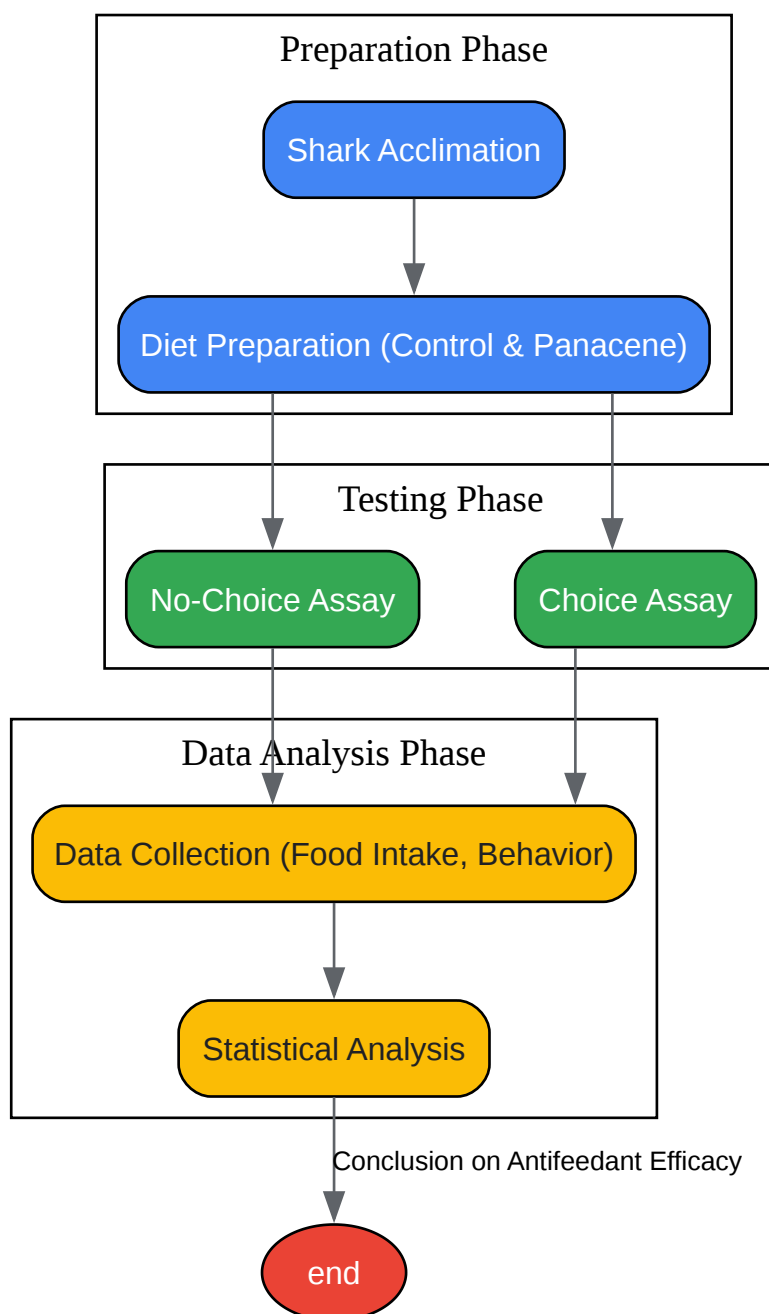 Preparation Phase
Shark Acclimation
Diet Preparation (Control & Panacene)
Testing Phase
No-Choice Assay
Choice Assay
Data Analysis Phase
Data Collection (Food Intake, Behavior)
Statistical Analysis
Conclusion on Antifeedant Efficacy
end